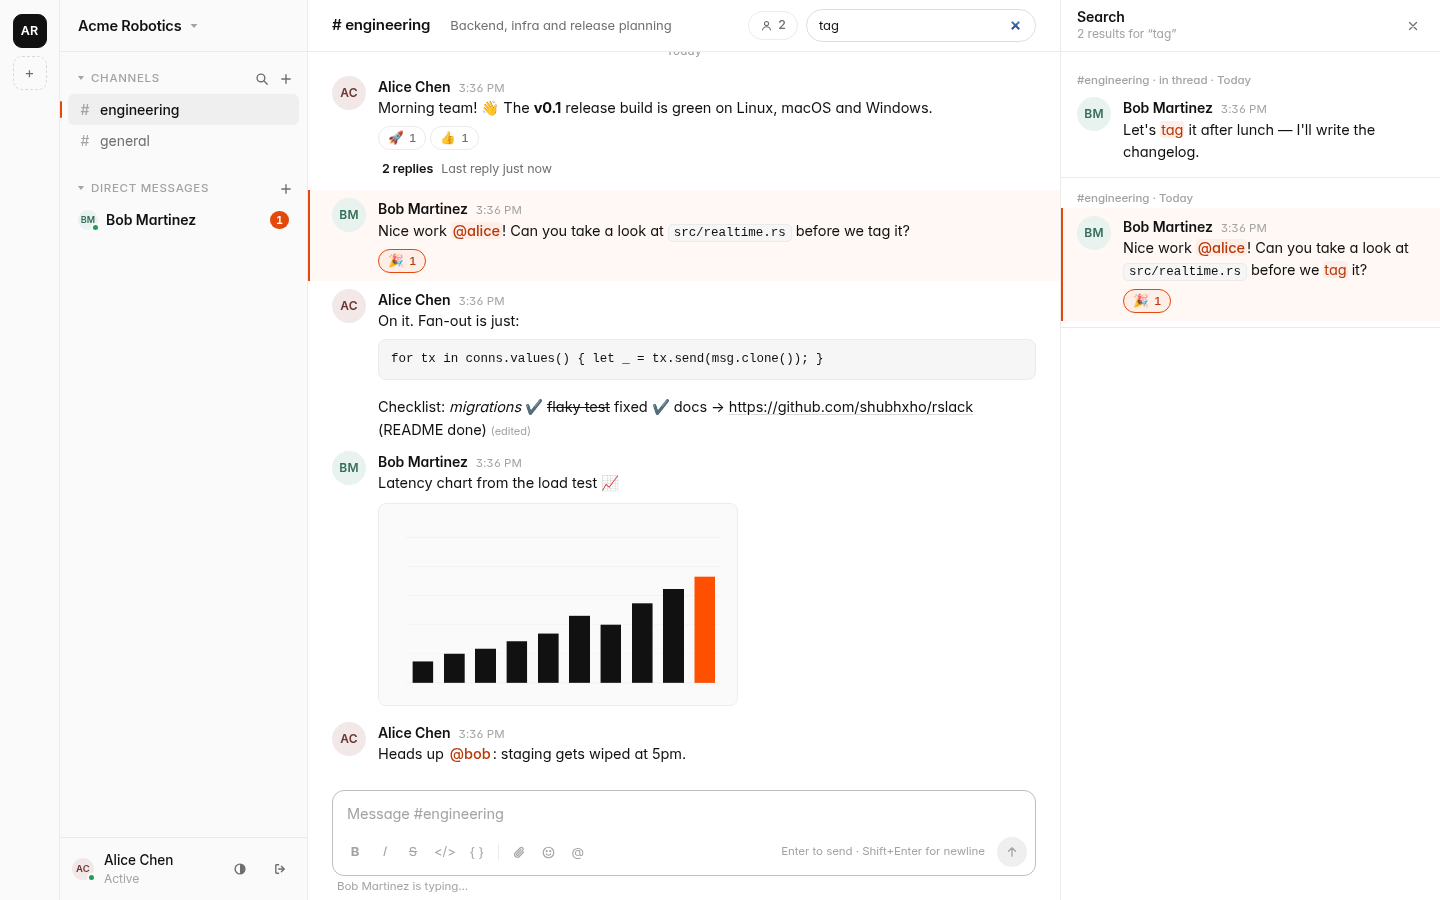 AR
+
Acme Robotics
CHANNELS
# engineering
# general
DIRECT MESSAGES
BM Bob Martinez 1
AC Alice Chen
Active
# engineering Backend, infra and release planning 2 tag
Today
AC Alice Chen 3:36 PM
Morning team! 👋 The v0.1 release build is green on Linux, macOS and Windows.
🚀 1 👍 1
2 replies Last reply just now
BM Bob Martinez 3:36 PM
Nice work @alice! Can you take a look at src/realtime.rs before we tag it?
🎉 1
AC Alice Chen 3:36 PM
On it. Fan-out is just:
for tx in conns.values() { let _ = tx.send(msg.clone()); }
Checklist: migrations ✔ flaky test fixed ✔ docs → https://github.com/shubhxho/rslack
(README done) (edited)
BM Bob Martinez 3:36 PM
Latency chart from the load test 📈
AC Alice Chen 3:36 PM
Heads up @bob: staging gets wiped at 5pm.
Message #engineering
B I S </> { } @ Enter to send · Shift+Enter for newline
Bob Martinez is typing...
Search
2 results for “tag”
#engineering · in thread · Today
BM Bob Martinez 3:36 PM
Let's tag it after lunch — I'll write the
changelog.
#engineering · Today
BM Bob Martinez 3:36 PM
Nice work @alice! Can you take a look at
src/realtime.rs before we tag it?
🎉 1